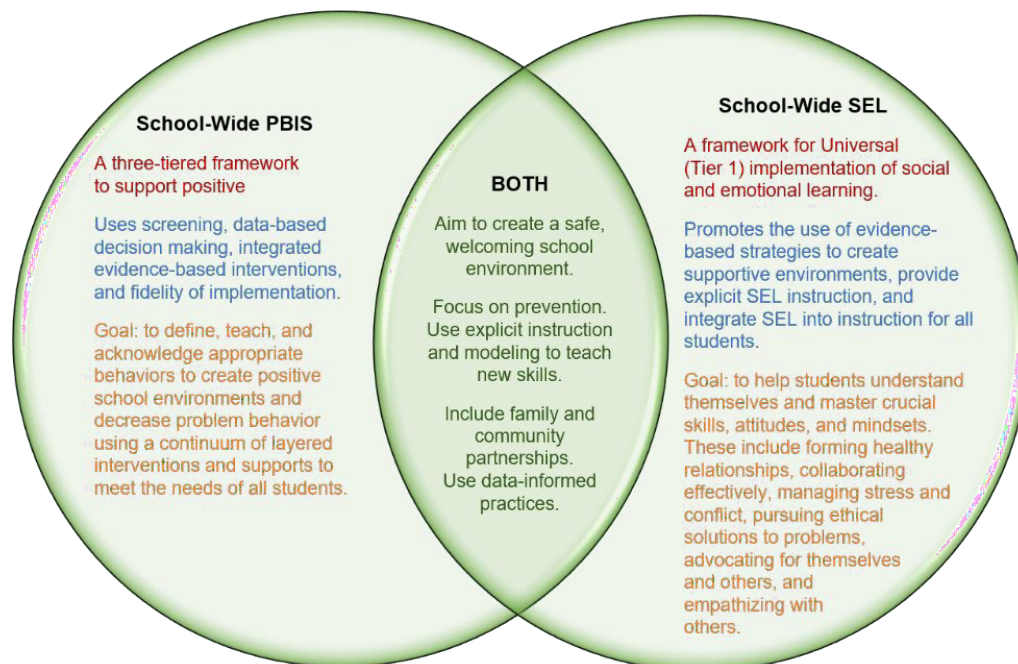 School-Wide PBIS
A three-tiered framework
to support positive
Uses screening, data-based
decision making, integrated
evidence-based interventions,
and fidelity of implementation.
Goal: to define, teach, and
acknowledge appropriate
behaviors to create positive
school environments and
decrease problem behavior
using a continuum of layered
interventions and supports to
meet the needs of all students.
BOTH
Aim to create a safe,
welcoming school
environment.
Focus on prevention.
Use explicit instruction
and modeling to teach
new skills.
Include family and
community
partnerships.
Use data-informed
practices.
School-Wide SEL
A framework for Universal
(Tier 1) implementation of social
and emotional learning.
Promotes the use of evidence-
based strategies to create
supportive environments, provide
explicit SEL instruction, and
integrate SEL into instruction for all
students.
Goal: to help students understand
themselves and master crucial
skills, attitudes, and mindsets.
These include forming healthy
relationships, collaborating
effectively, managing stress and
conflict, pursuing ethical
solutions to problems,
advocating for themselves
and others, and
empathizing with
others.